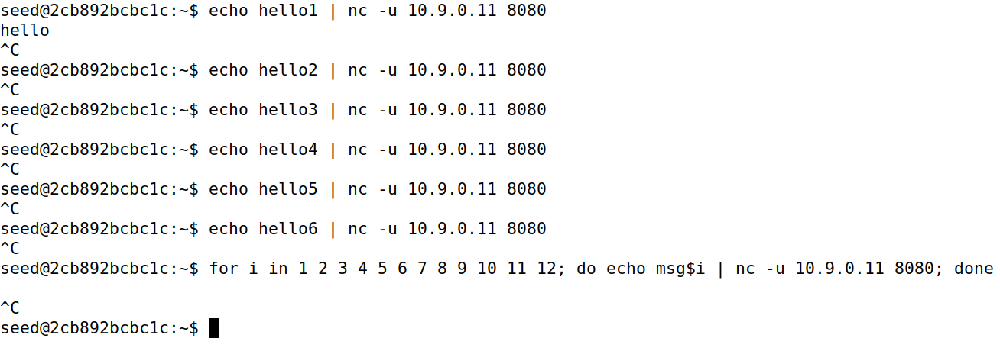 seed@2cb892bcbc1c:~$ echo hello1 | nc -u 10.9.0.11 8080
hello
^C
seed@2cb892bcbc1c:~$ echo hello2 | nc -u 10.9.0.11 8080
^C
seed@2cb892bcbc1c:~$ echo hello3 | nc -u 10.9.0.11 8080
^C
seed@2cb892bcbc1c:~$ echo hello4 | nc -u 10.9.0.11 8080
^C
seed@2cb892bcbc1c:~$ echo hello5 | nc -u 10.9.0.11 8080
^C
seed@2cb892bcbc1c:~$ echo hello6 | nc -u 10.9.0.11 8080
^C
seed@2cb892bcbc1c:~$ for i in 1 2 3 4 5 6 7 8 9 10 11 12; do echo msg$i | nc -u 10.9.0.11 8080; done
^C
seed@2cb892bcbc1c:~$